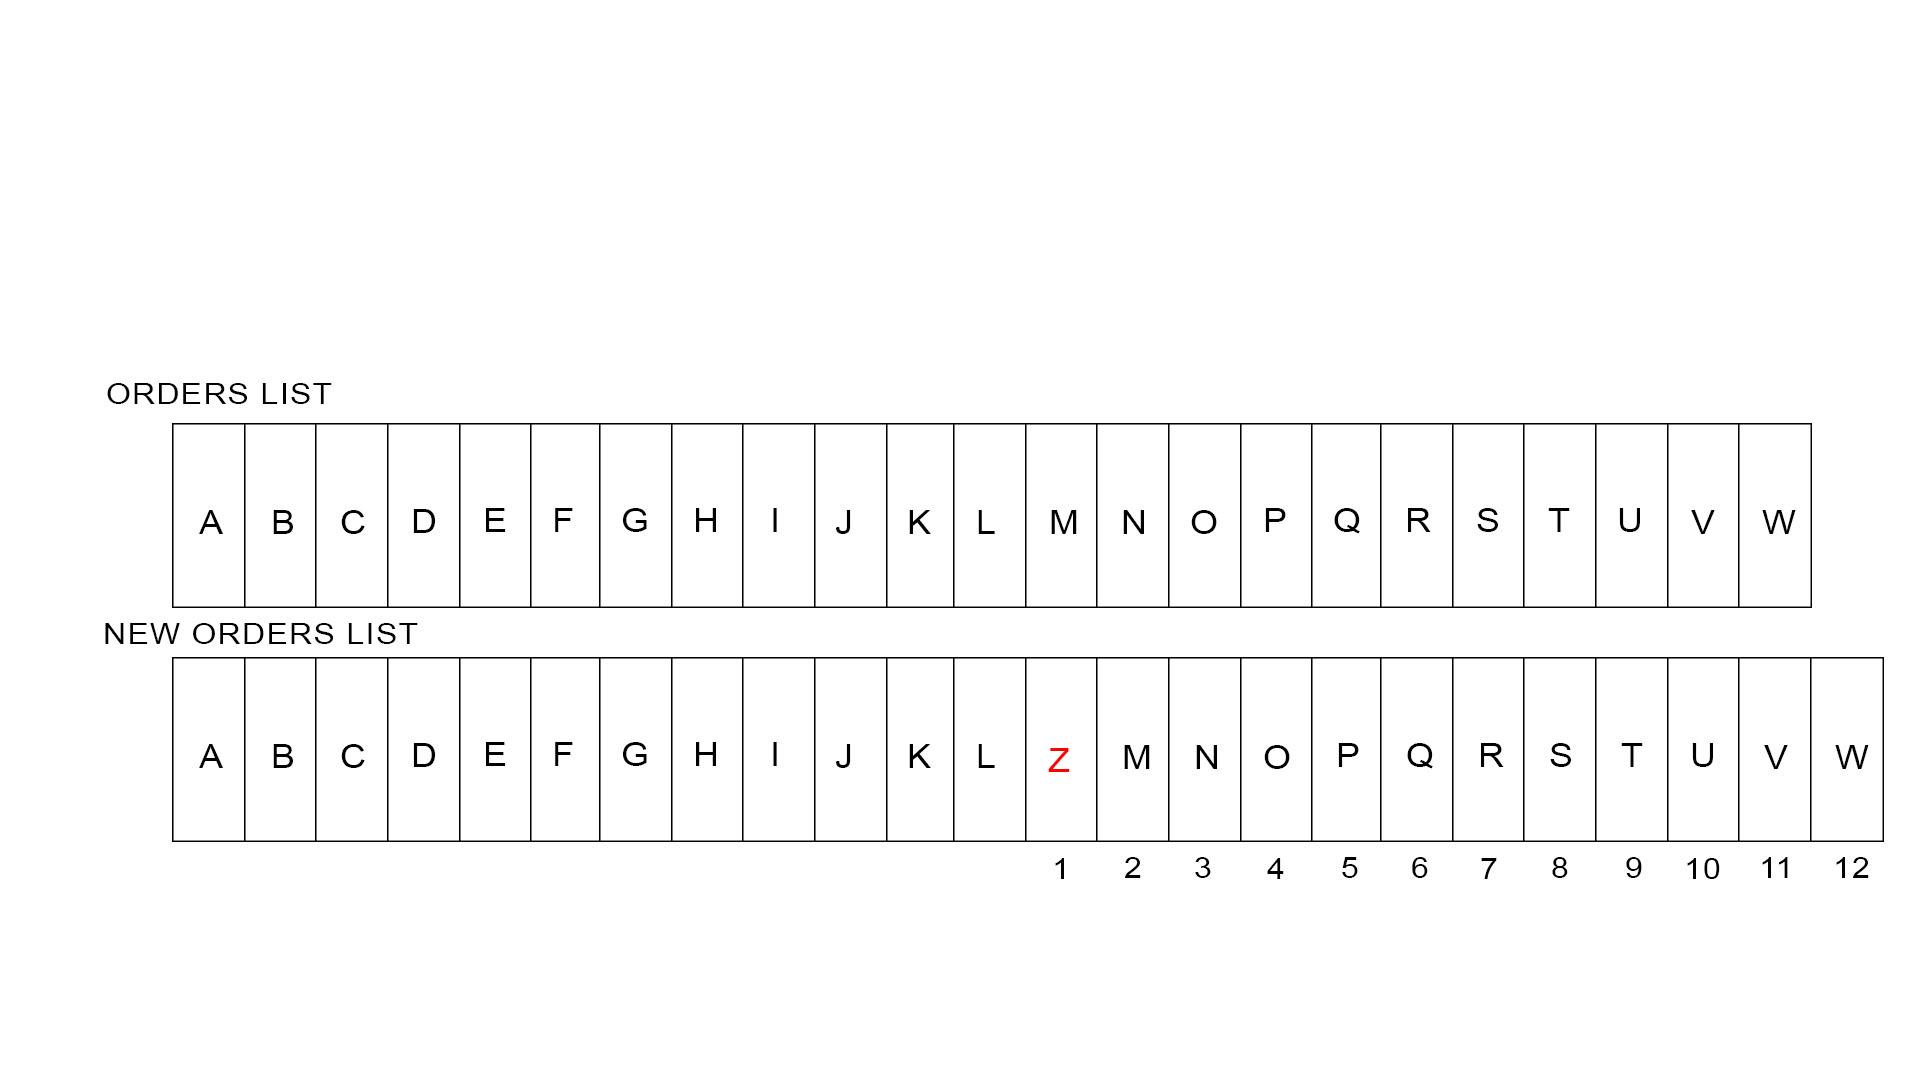 ORDERS LIST
A B C D E F G H I J K L M N O P Q R S T U V W
NEW ORDERS LIST
A B C D E F G H I J K L Z M N O P Q R S T U V W
1 2 3 4 5 6 7 8 9 10 11 12